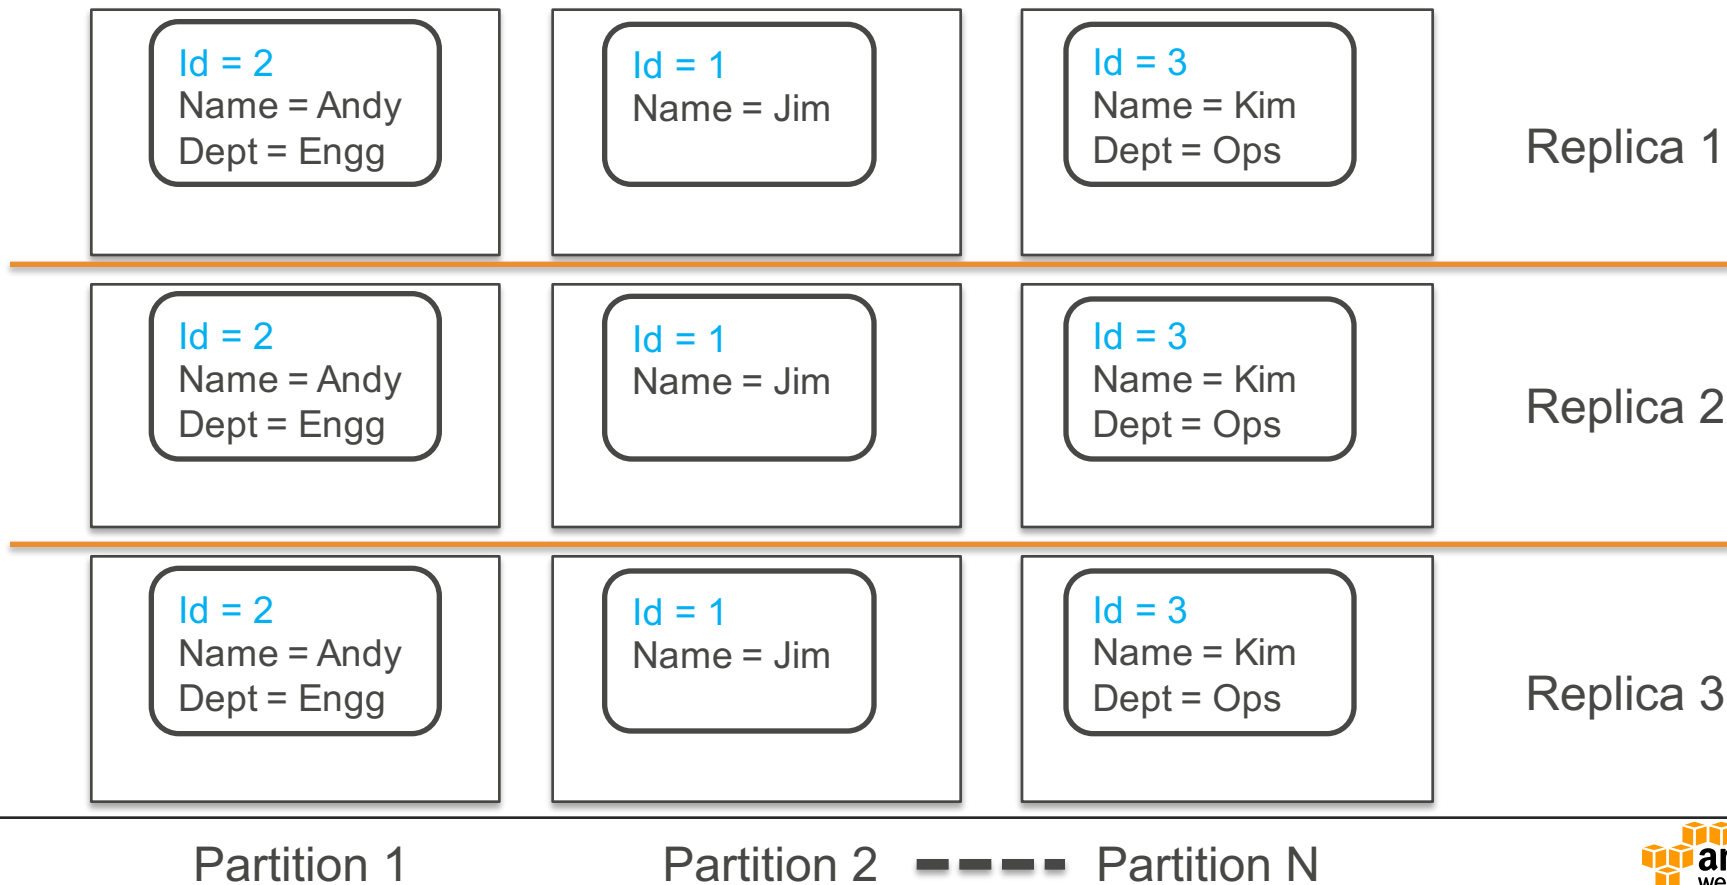 Id = 2
Name = Andy
Dept = Engg
Id = 1
Name = Jim
Id = 3
Name = Kim
Dept = Ops
Replica 1
Id = 2
Name = Andy
Dept = Engg
Id = 1
Name = Jim
Id = 3
Name = Kim
Dept = Ops
Replica 2
Id = 2
Name = Andy
Dept = Engg
Id = 1
Name = Jim
Id = 3
Name = Kim
Dept = Ops
Replica 3
Partition 1
Partition 2
Partition N